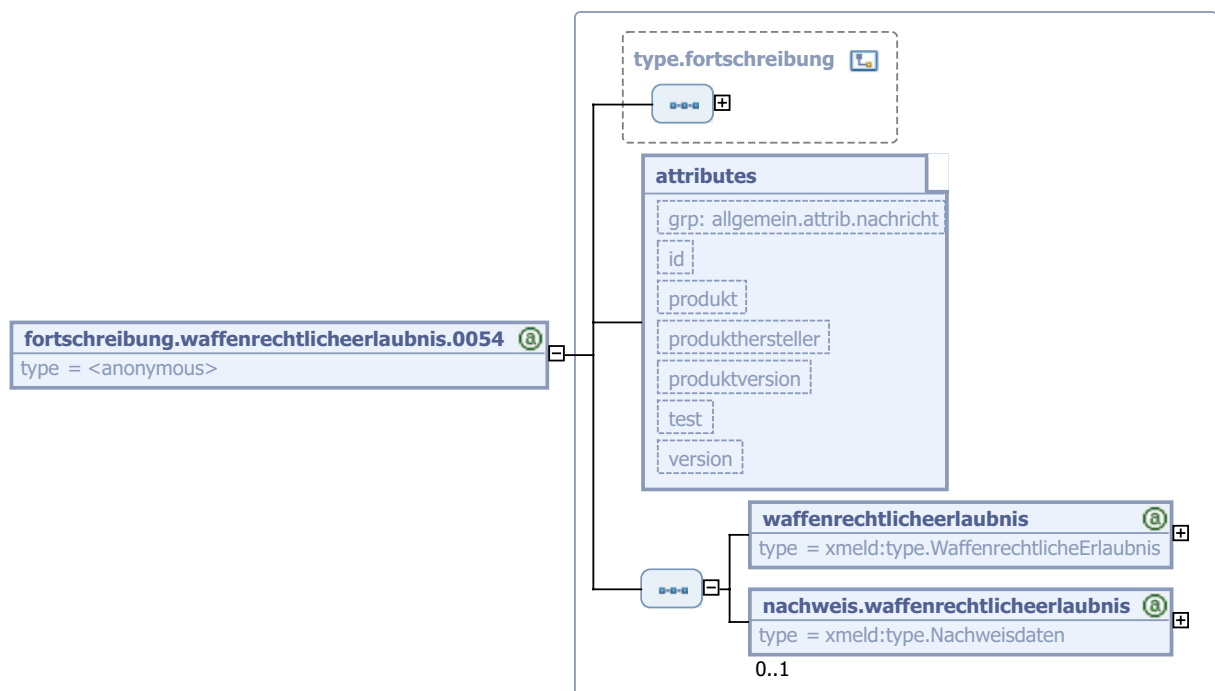 type.fortschreibung
attributes
grp: allgemein.attrib.nachricht
id
produkt
produkthersteller
produktversion
test
version
fortschreibung.waffenrechtlicheerlaubnis.0054 @
type = <anonymous>
waffenrechtlicheerlaubnis @
type = xmeld:type.WaffenrechtlicheErlaubnis
nachweis.waffenrechtlicheerlaubnis @
type = xmeld:type.Nachweisdaten
0..1